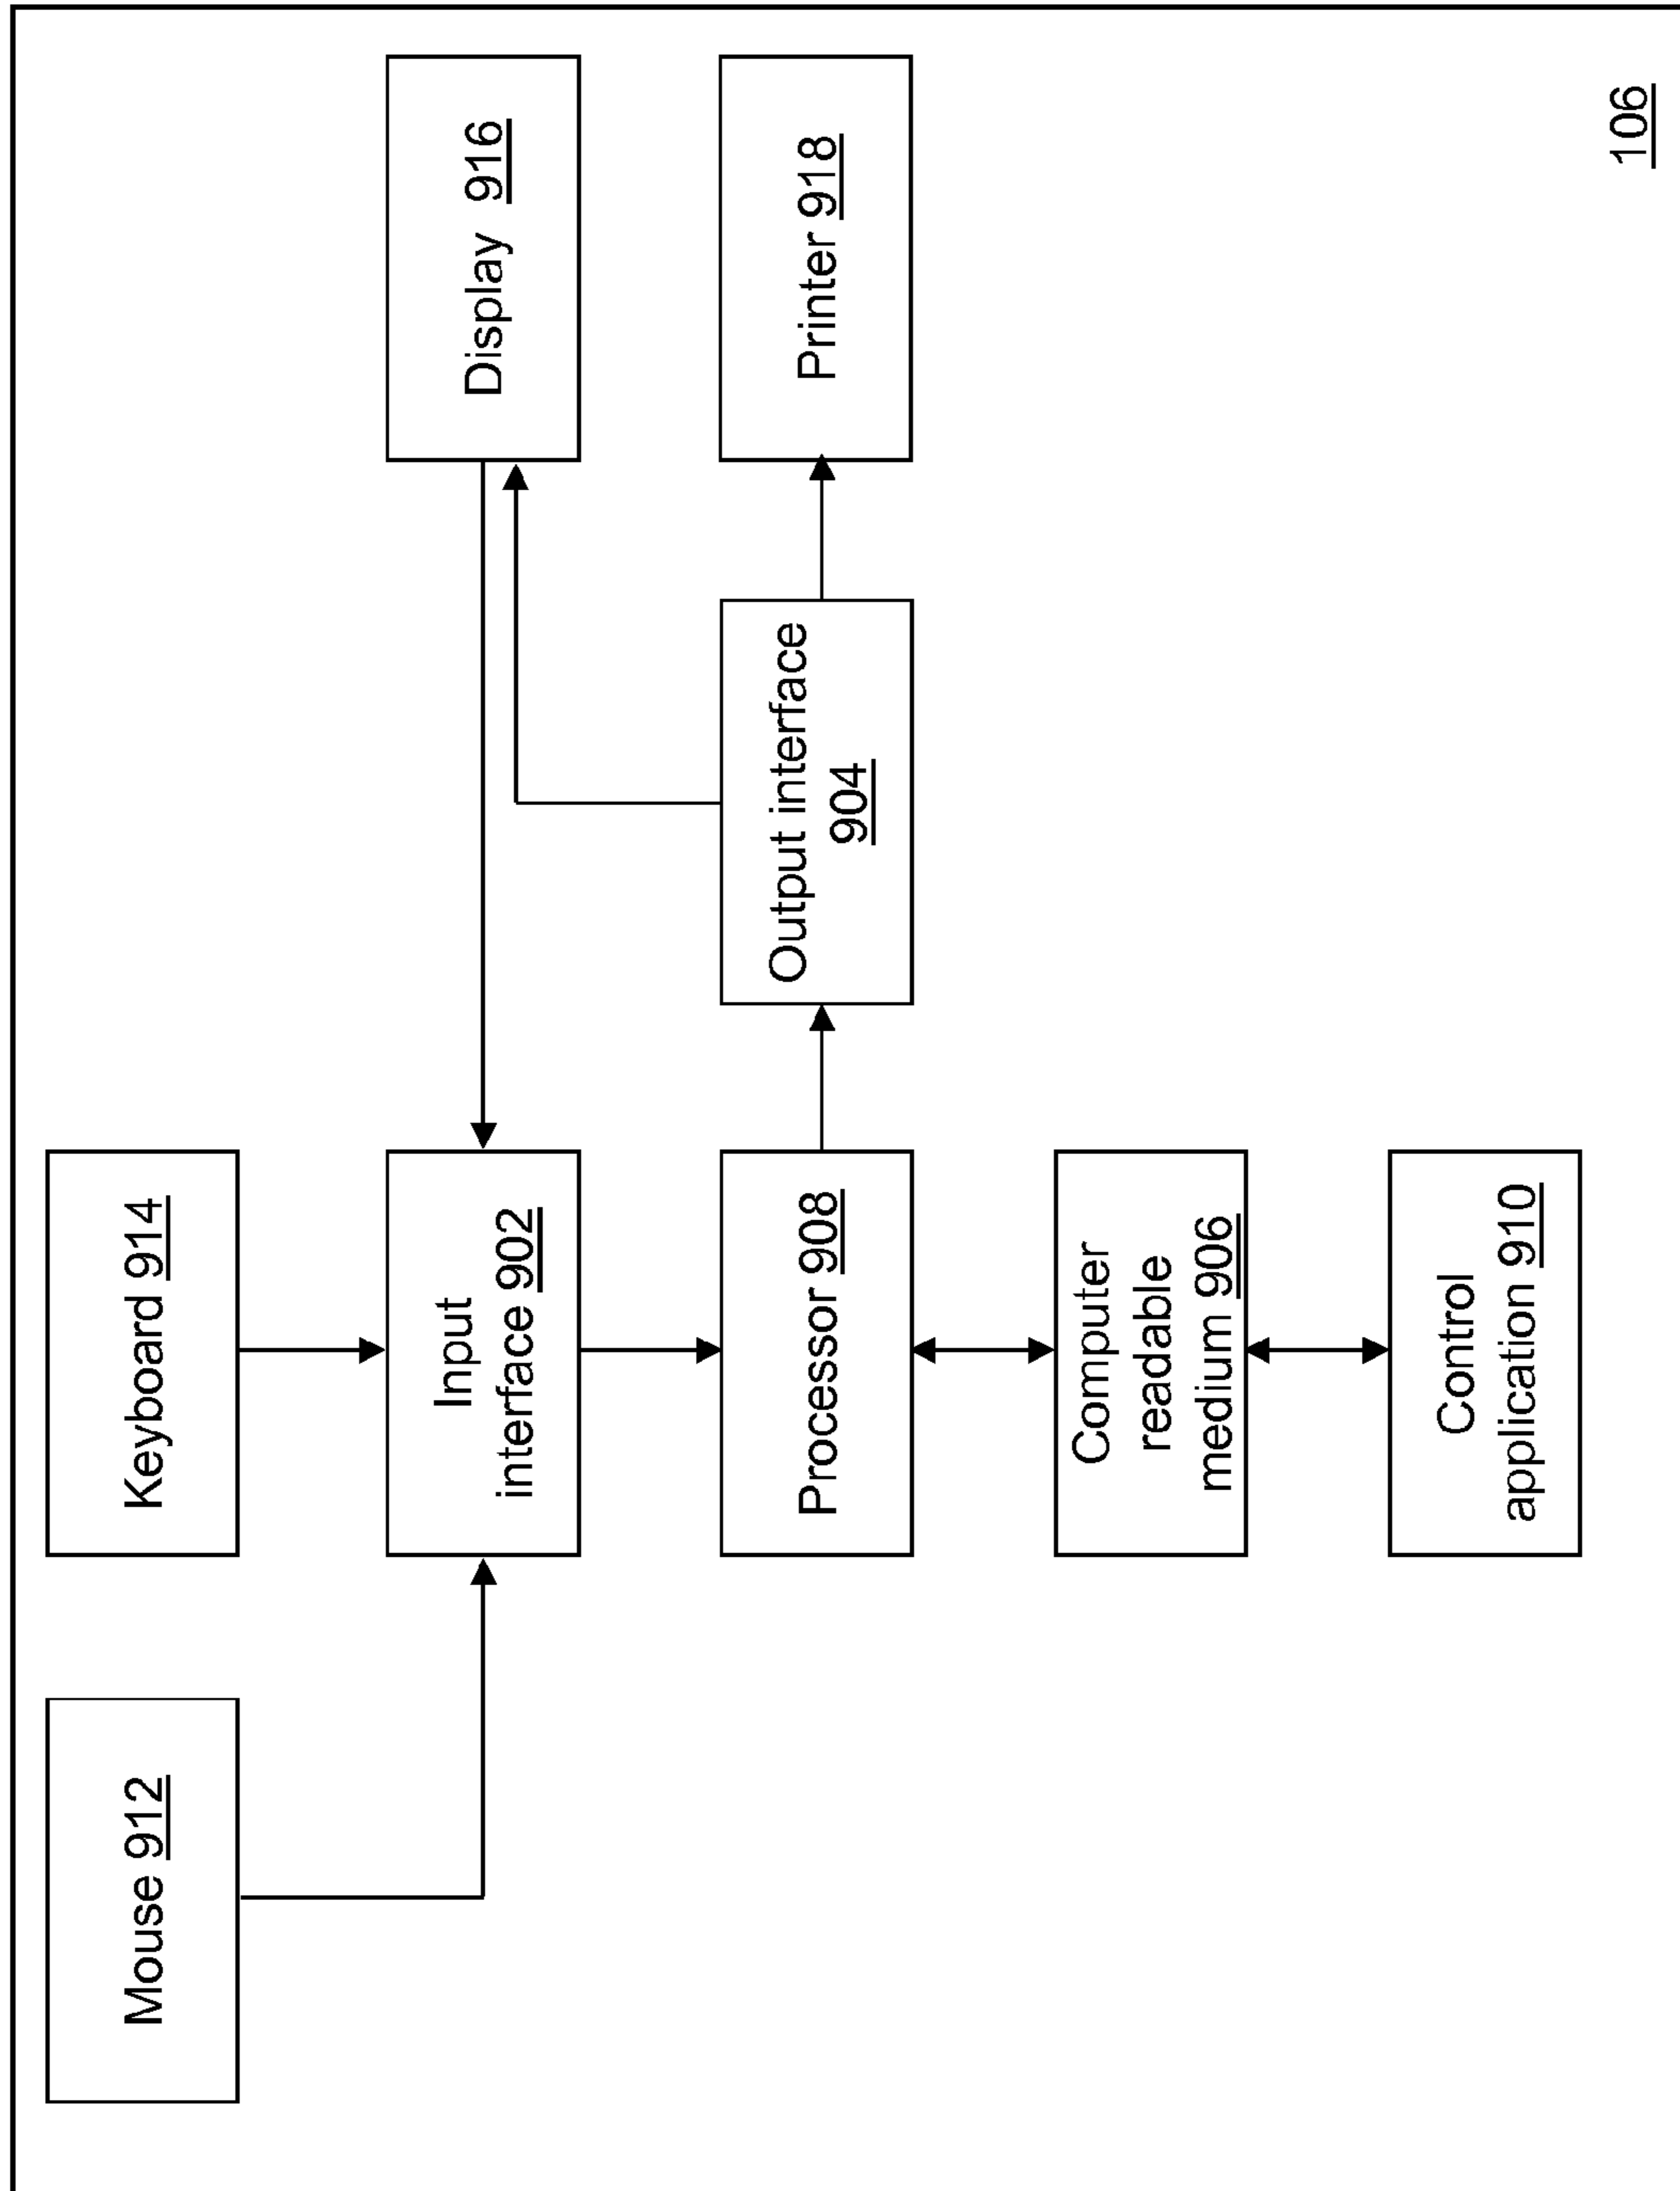 Mouse 912
Keyboard 914
Input
interface 902
Display 916
Processor 908
Output interface
904
Printer 918
Computer
readable
medium 906
Control
application 910
106